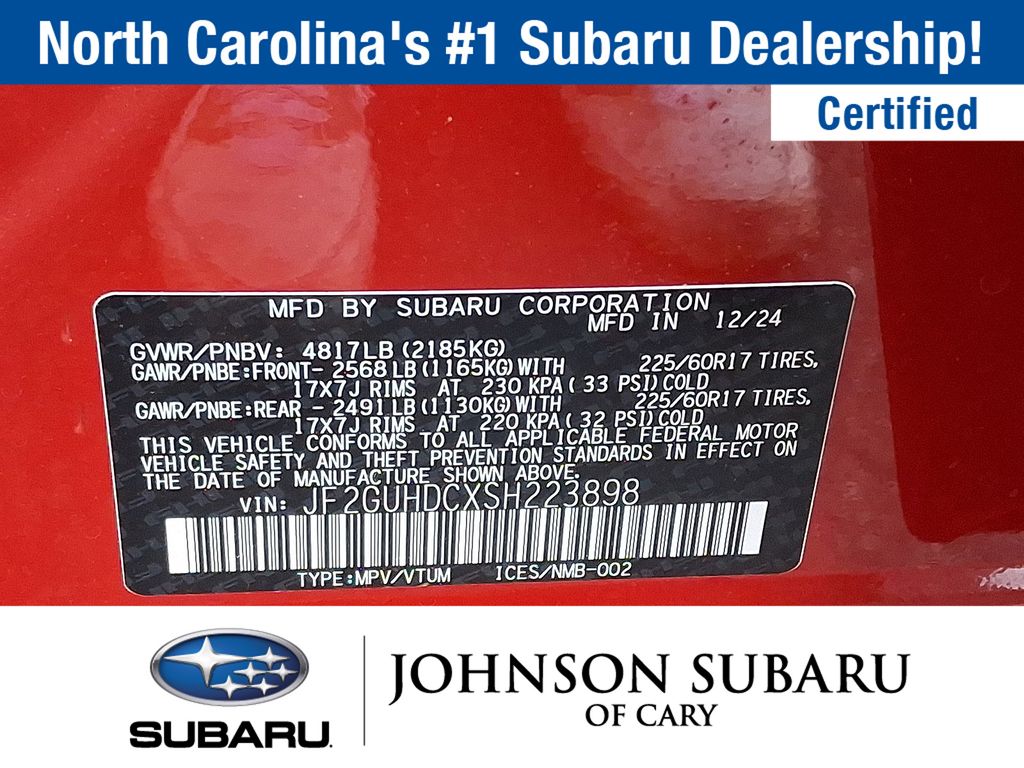 North Carolina's #1 Subaru Dealership!
Certified
MFD BY SUBARU CORPORATION
MFD IN 12/24
GVWR/PNBV: 4817LB (2185KG)
GAWR/PNBE:FRONT- 2568LB (1165KG)WITH 225/60R17 TIRES,
17X7J RIMS AT 230 KPA( 33 PSI)COLD
GAWR/PNBE:REAR - 2491LB (1130KG)WITH 225/60R17 TIRES,
17X7J RIMS AT 220 KPA( 32 PSI)COLD
THIS VEHICLE CONFORMS TO ALL APPLICABLE FEDERAL MOTOR
VEHICLE SAFETY AND THEFT PREVENTION STANDARDS IN EFFECT ON
THE DATE OF MANUFACTURE SHOWN ABOVE.
VIN: JF2GUHDCXSH223898
TYPE:MPV/VTUM ICES/NMB-002
SUBARU.
JOHNSON SUBARU
OF CARY